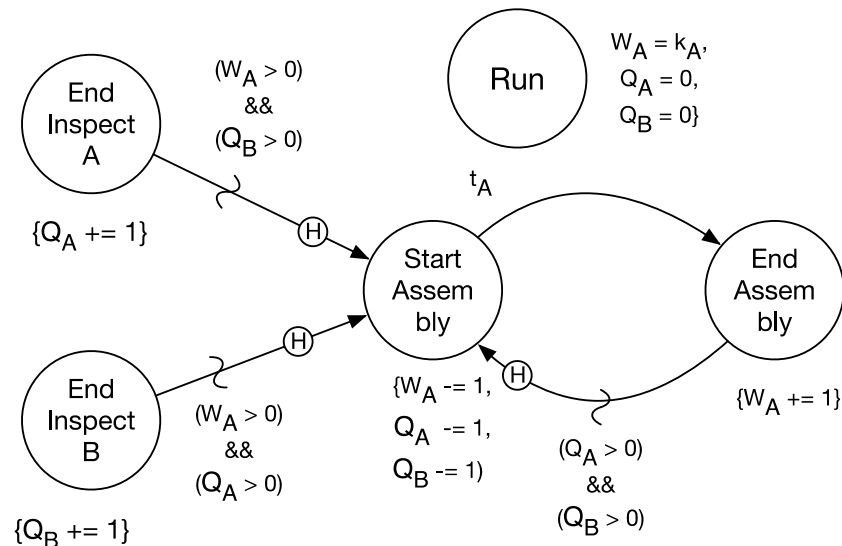 End
Inspect
A
{Q_A += 1}
(W_A > 0)
&&
(Q_B > 0)
H
Run
W_A = k_A,
Q_A = 0,
Q_B = 0}
t_A
Start
Assem
bly
{W_A -= 1,
Q_A -= 1,
Q_B -= 1)
End
Assem
bly
{W_A += 1}
H
(Q_A > 0)
&&
(Q_B > 0)
End
Inspect
B
{Q_B += 1}
H
(W_A > 0)
&&
(Q_A > 0)